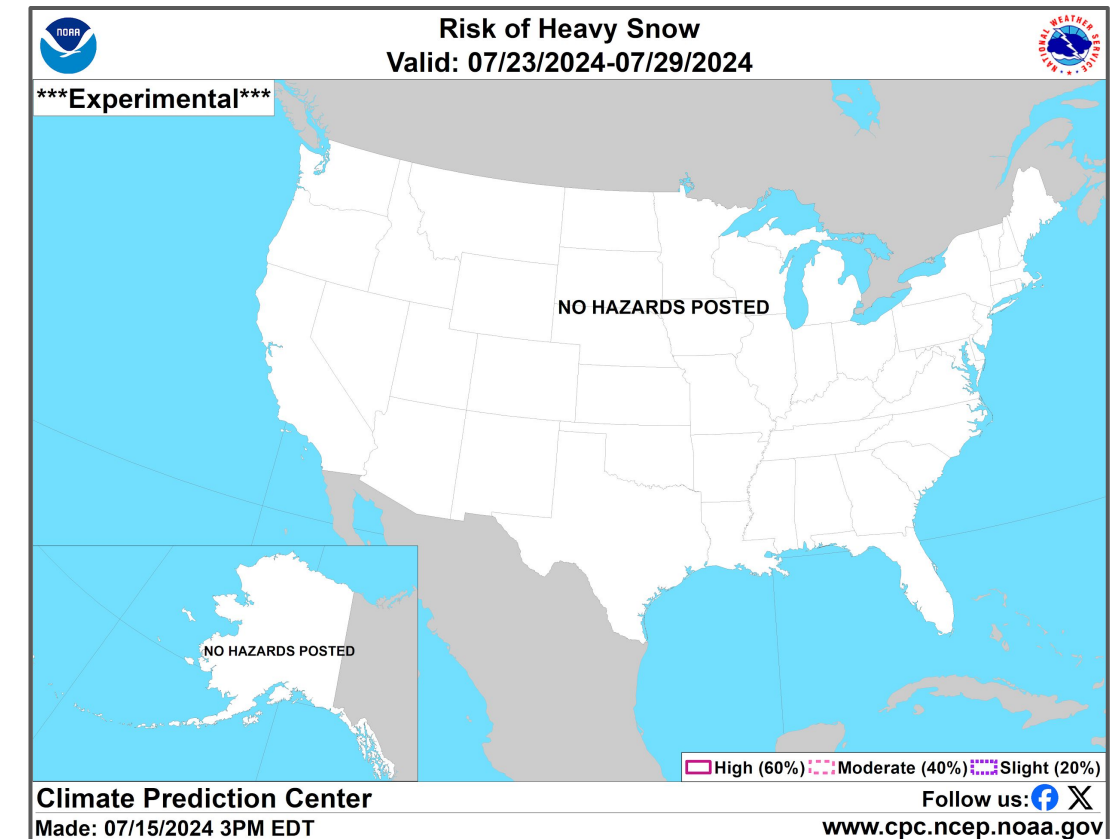 NOAA
Risk of Heavy Snow
Valid: 07/23/2024-07/29/2024
NATIONAL WEATHER SERVICE
***Experimental***
NO HAZARDS POSTED
NO HAZARDS POSTED
High (60%) Moderate (40%) Slight (20%)
Climate Prediction Center
Follow us:
Made: 07/15/2024 3PM EDT
www.cpc.ncep.noaa.gov